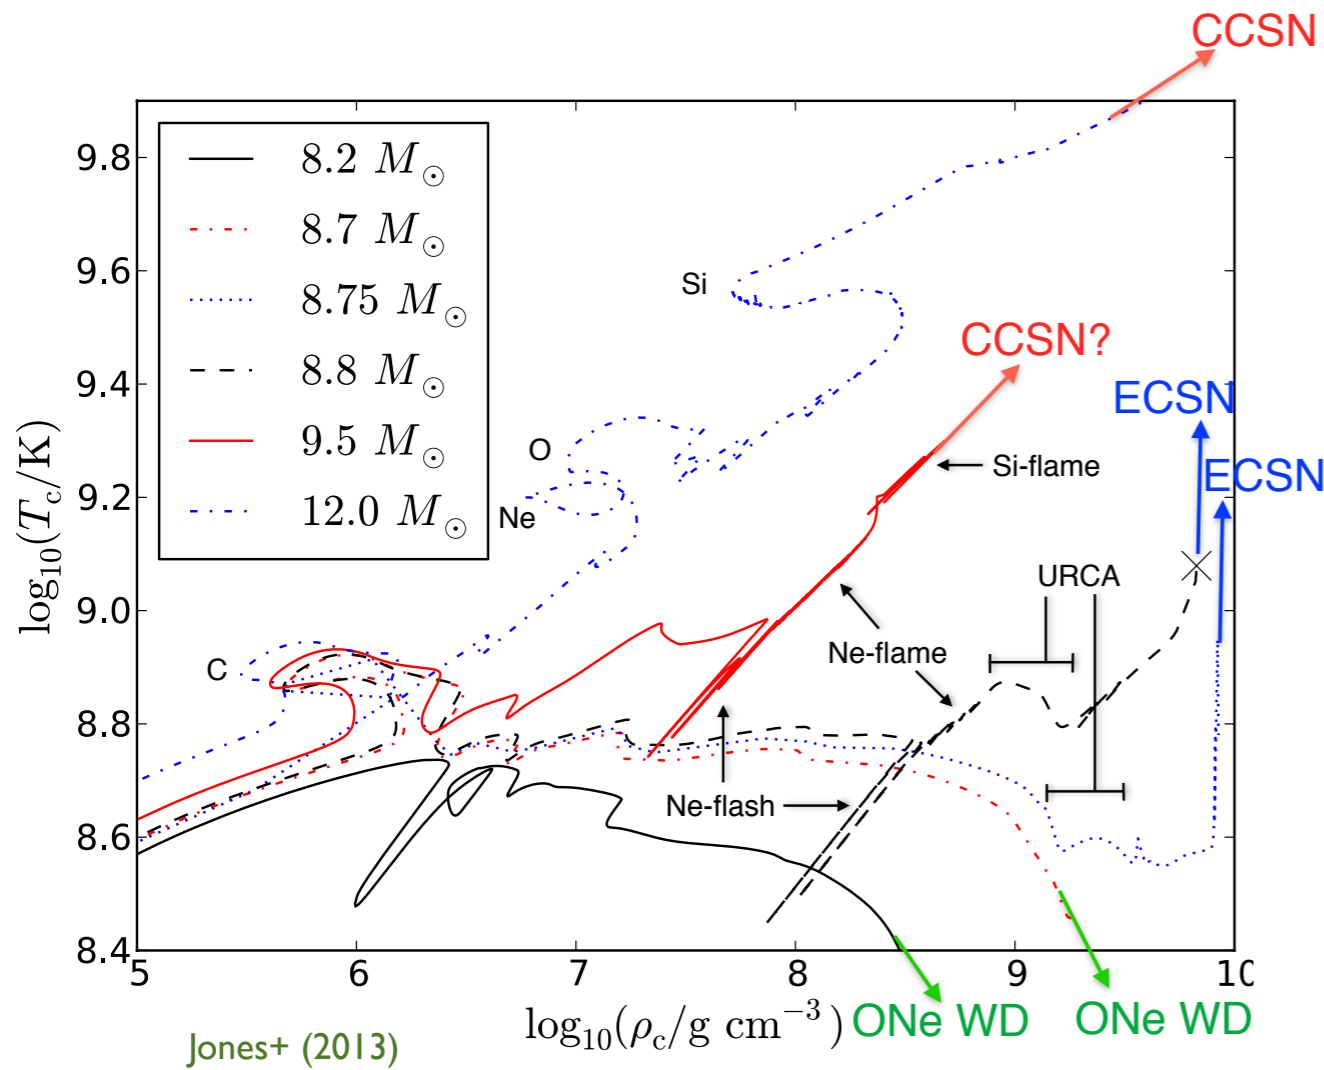 CCSN
9.8
8.2 M⊙
8.7 M⊙
8.75 M⊙
8.8 M⊙
9.5 M⊙
12.0 M⊙
9.6
Si
CCSN?
9.4
ECSN
O
Si-flame
9.2
Ne
ECSN
log₁₀(T_c/K)
URCA
9.0
C
Ne-flame
8.8
Ne-flash
8.6
8.4
5
6
7
8
9
10
log₁₀(ρ_c/g cm⁻³)
ONe WD
ONe WD
Jones+ (2013)